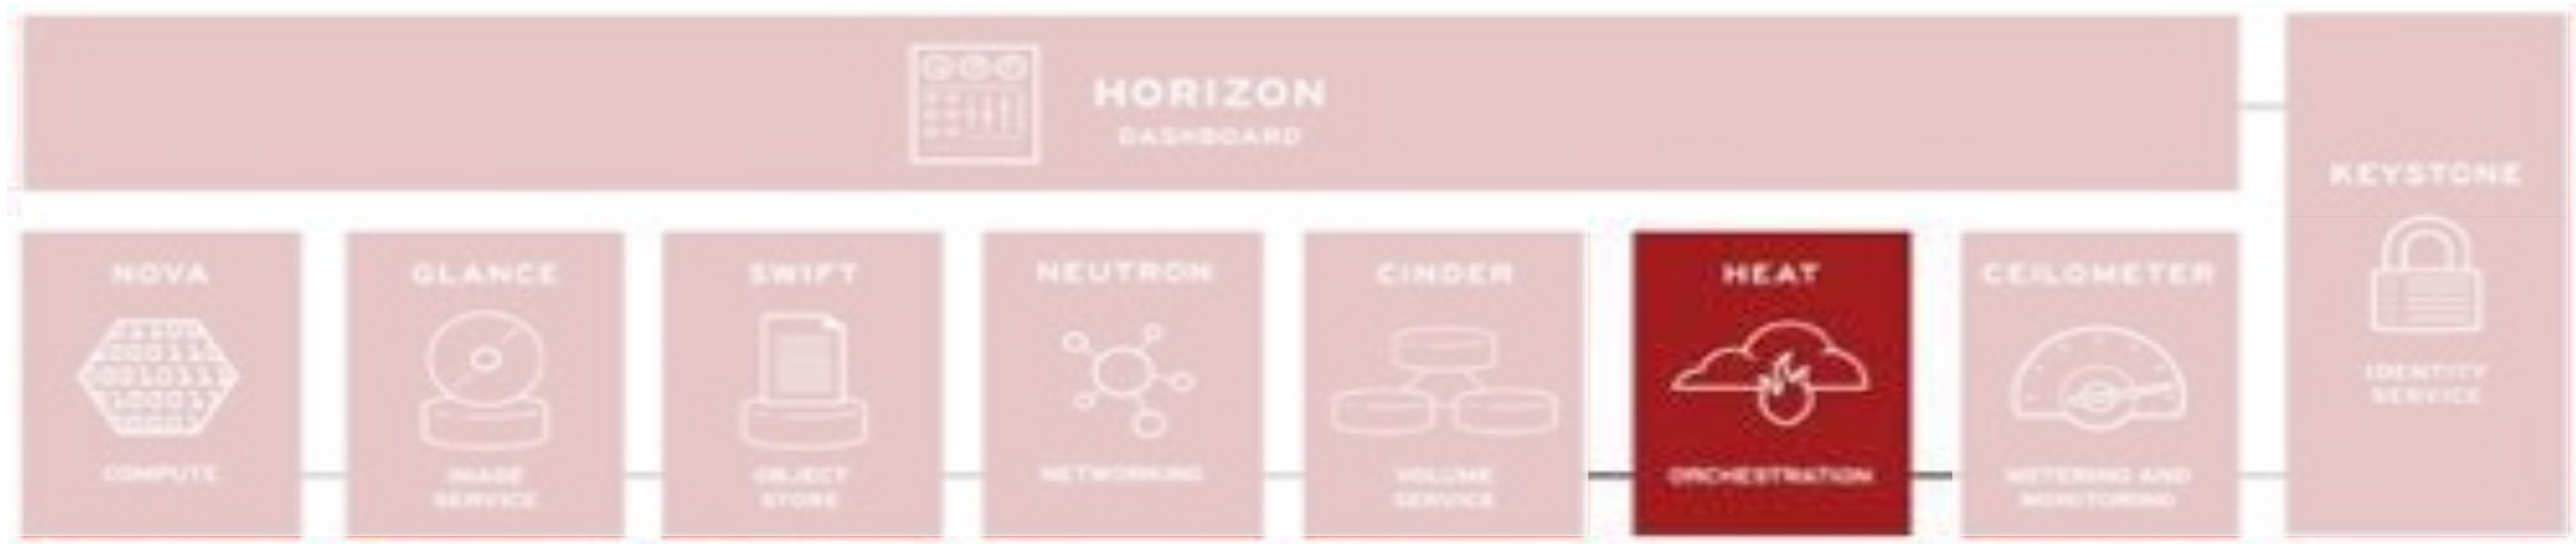 HORIZON
DASHBOARD
KEYSTONE
IDENTITY
SERVICE
NOVA
COMPUTE
GLANCE
IMAGE
SERVICE
SWIFT
OBJECT
STORE
NEUTRON
NETWORKING
CINDER
VOLUME
SERVICE
HEAT
ORCHESTRATION
CEILOMETER
METERING AND
MONITORING